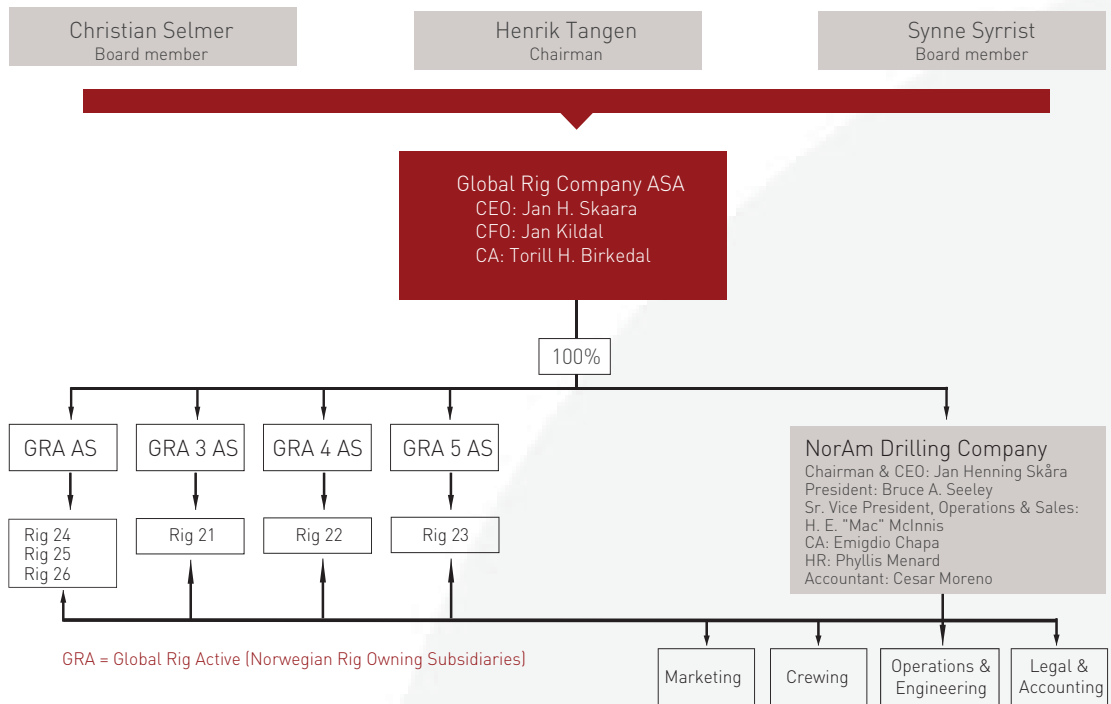 Christian Selmer
Board member
Henrik Tangen
Chairman
Synne Syrrist
Board member
Global Rig Company ASA
CEO: Jan H. Skaara
CFO: Jan Kildal
CA: Torill H. Birkedal
100%
GRA AS
GRA 3 AS
GRA 4 AS
GRA 5 AS
NorAm Drilling Company
Chairman & CEO: Jan Henning Skåra
President: Bruce A. Seeley
Sr. Vice President, Operations & Sales:
H. E. "Mac" McInnis
CA: Emigdio Chapa
HR: Phyllis Menard
Accountant: Cesar Moreno
Rig 24
Rig 25
Rig 26
Rig 21
Rig 22
Rig 23
GRA = Global Rig Active (Norwegian Rig Owning Subsidiaries)
Marketing
Crewing
Operations &
Engineering
Legal &
Accounting